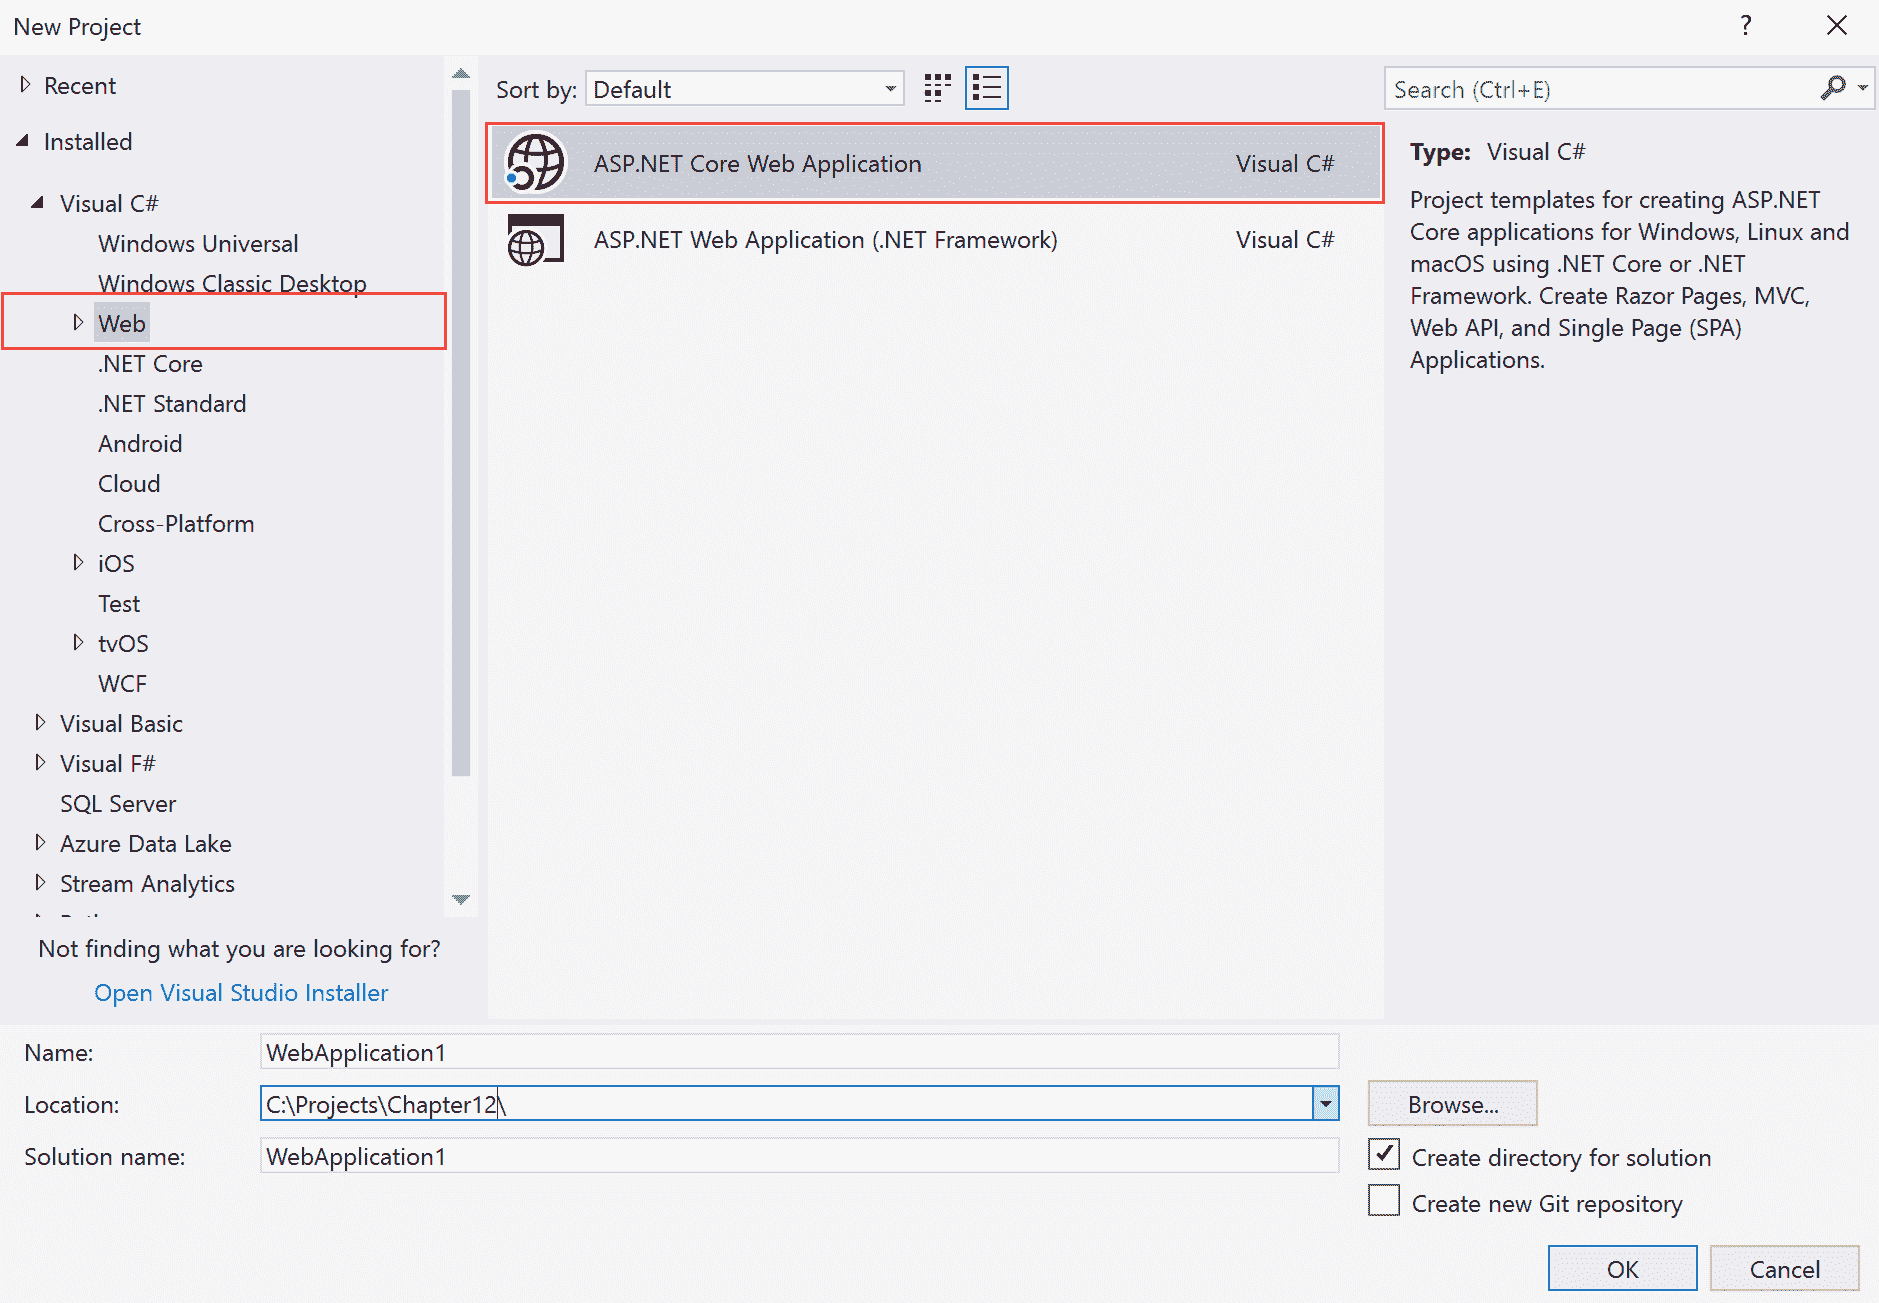 New Project
?
Recent
Installed
Visual C#
Windows Universal
Windows Classic Desktop
Web
.NET Core
.NET Standard
Android
Cloud
Cross-Platform
iOS
Test
tvOS
WCF
Visual Basic
Visual F#
SQL Server
Azure Data Lake
Stream Analytics
Not finding what you are looking for?
Open Visual Studio Installer
Sort by: Default
ASP.NET Core Web Application Visual C#
ASP.NET Web Application (.NET Framework) Visual C#
Search (Ctrl+E)
Type: Visual C#
Project templates for creating ASP.NET
Core applications for Windows, Linux and
macOS using .NET Core or .NET
Framework. Create Razor Pages, MVC,
Web API, and Single Page (SPA)
Applications.
Name: WebApplication1
Location: C:\Projects\Chapter12\
Browse...
Solution name: WebApplication1
Create directory for solution
Create new Git repository
OK
Cancel